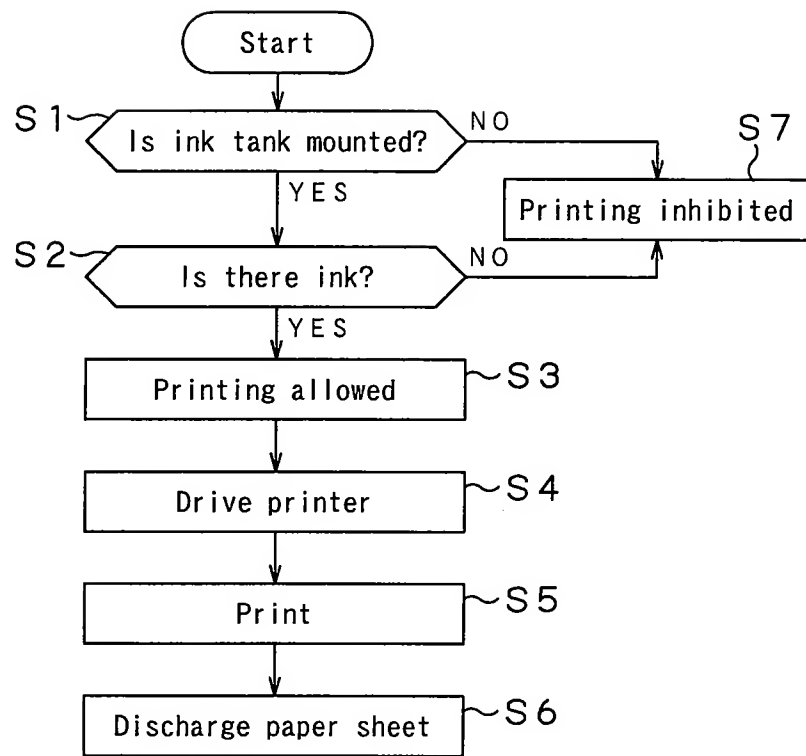 Start
S1
Is ink tank mounted?
NO
S7
YES
Printing inhibited
S2
Is there ink?
NO
YES
Printing allowed
S3
Drive printer
S4
Print
S5
Discharge paper sheet
S6